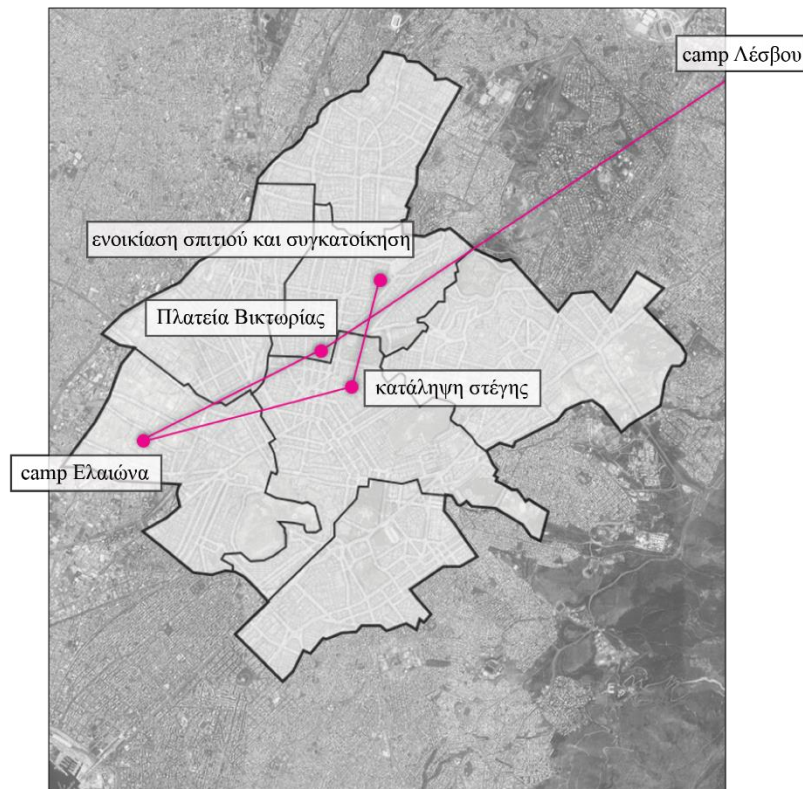 camp Λέσβου
ενοικίαση σπιτιού και συγκατοίκηση
Πλατεία Βικτωρίας
κατάληψη στέγης
camp Ελαιώνα